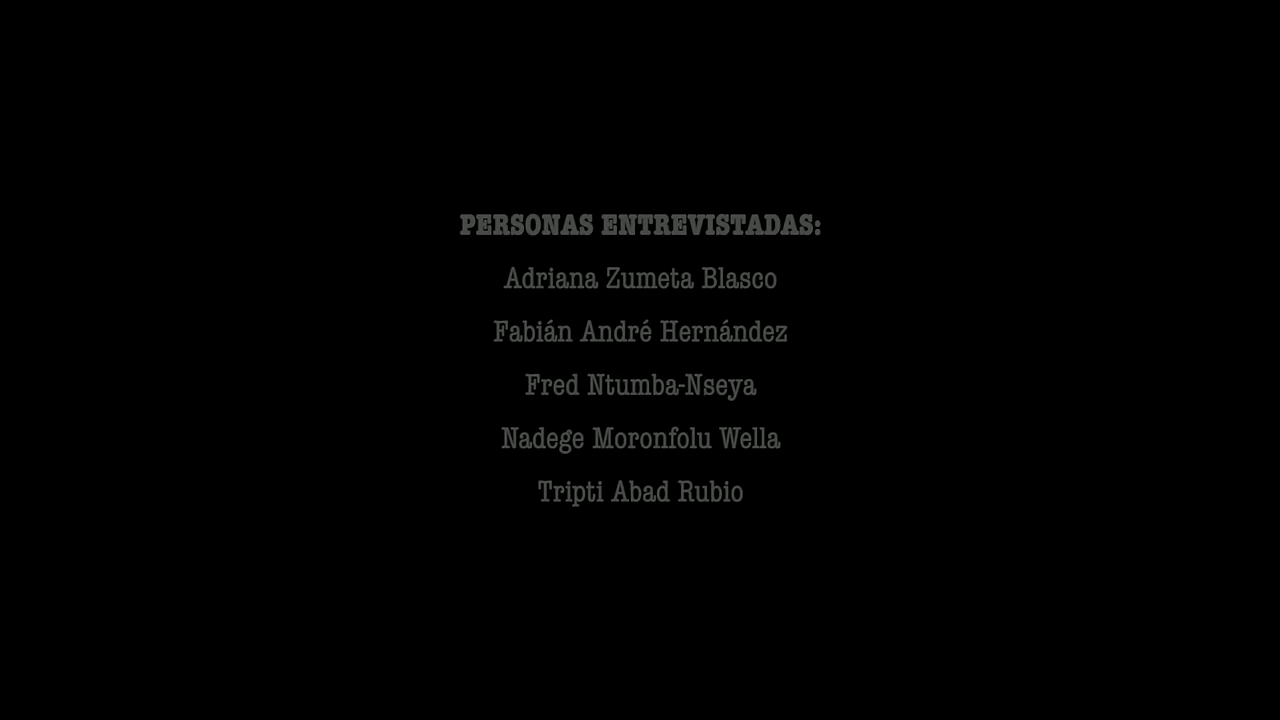 PERSONAS ENTREVISTADAS:
Adriana Zumeta Blasco
Fabián André Hernández
Fred Ntumba-Nseya
Nadege Moronfolu Wella
Tripti Abad Rubio